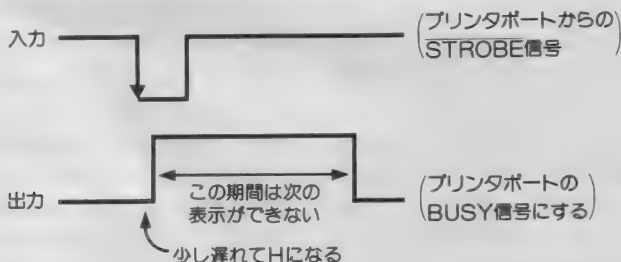 入力
(プリンタポートからの
STROBE信号)
出力
この期間は次の
表示ができない
(プリンタポートの
BUSY信号にする)
少し遅れてHになる